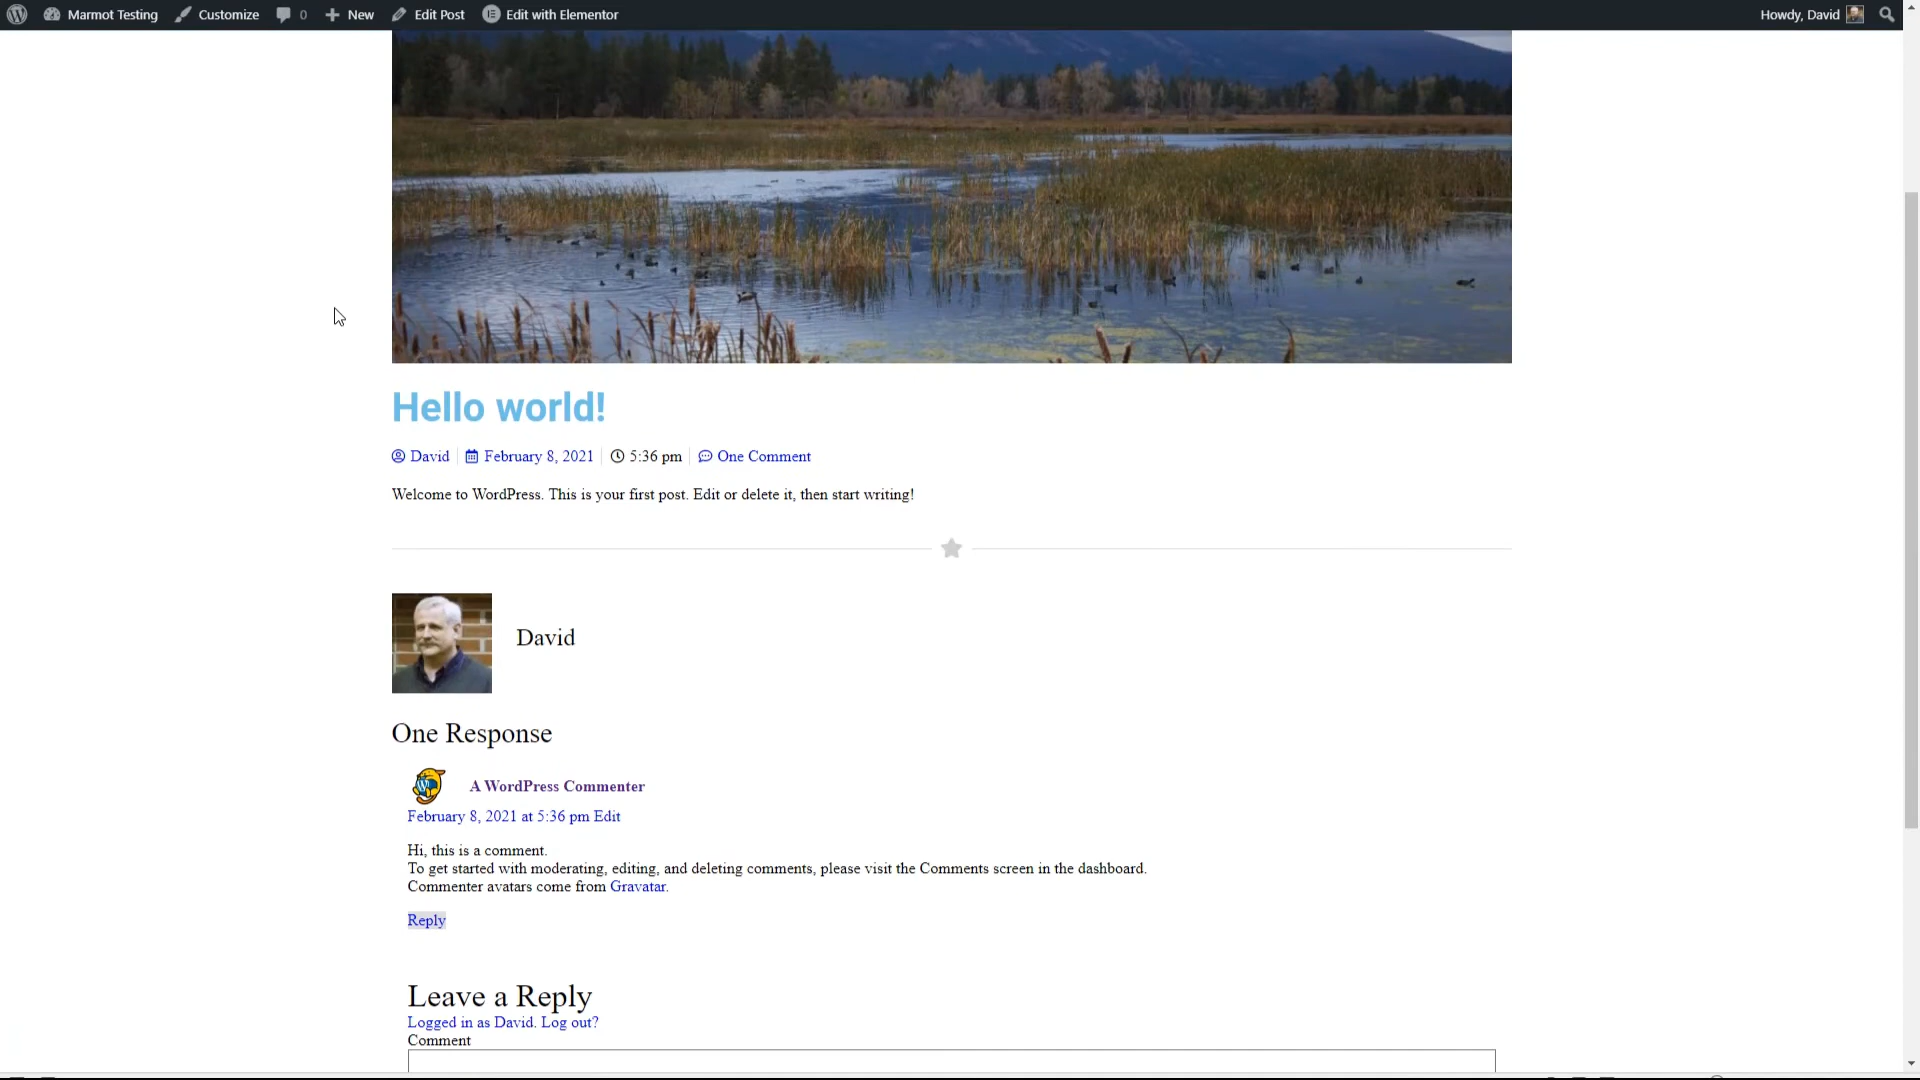 Marmot Testing Customize 0 New Edit Post Edit with Elementor Howdy, David
Hello world!
David February 8, 2021 5:36 pm One Comment
Welcome to WordPress. This is your first post. Edit or delete it, then start writing!
David
One Response
A WordPress Commenter
February 8, 2021 at 5:36 pm Edit
Hi, this is a comment.
To get started with moderating, editing, and deleting comments, please visit the Comments screen in the dashboard.
Commenter avatars come from Gravatar.
Reply
Leave a Reply
Logged in as David. Log out?
Comment